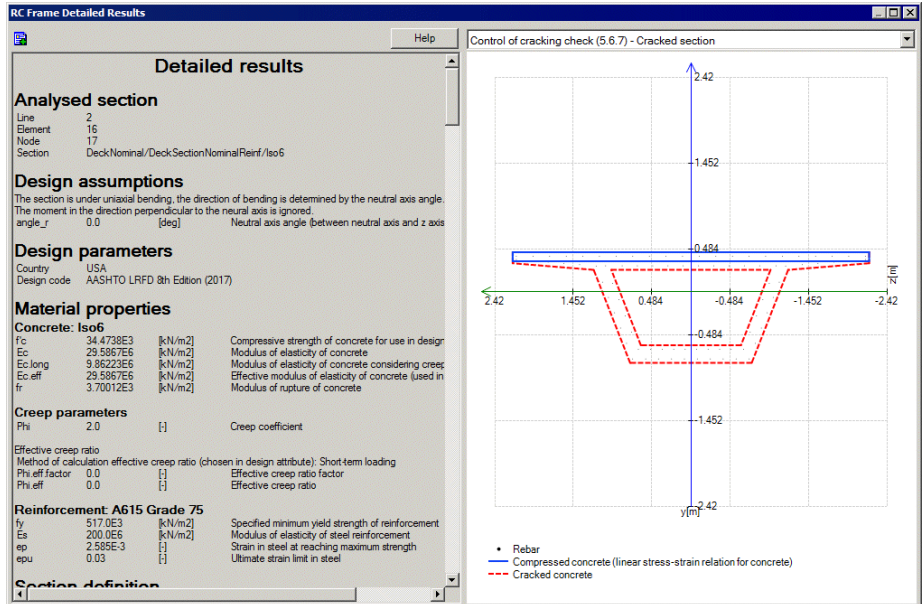 RC Frame Detailed Results
Help
Control of cracking check (5.6.7) - Cracked section
Detailed results
Analysed section
Line 2
Element 16
Node 17
Section DeckNominal/DeckSectionNominalReinf/Iso6
Design assumptions
The section is under uniaxial bending, the direction of bending is determined by the neutral axis angle.
The moment in the direction perpendicular to the neural axis is ignored.
angle_r 0.0 [deg] Neutral axis angle (between neutral axis and z axis
Design parameters
Country USA
Design code AASHTO LRFD 8th Edition (2017)
Material properties
Concrete: Iso6
f'c 34.4738E3 [kN/m2] Compressive strength of concrete for use in design
Ec 29.5867E6 [kN/m2] Modulus of elasticity of concrete
Ec.long 9.86223E6 [kN/m2] Modulus of elasticity of concrete considering creep
Ec.eff 29.5867E6 [kN/m2] Effective modulus of elasticity of concrete (used in
fr 3.70012E3 [kN/m2] Modulus of rupture of concrete
Creep parameters
Phi 2.0 [-] Creep coefficient
Effective creep ratio
Method of calculation effective creep ratio (chosen in design attribute): Short-term loading
Phi.eff.factor 0.0 [-] Effective creep ratio factor
Phi.eff 0.0 [-] Effective creep ratio
Reinforcement: A615 Grade 75
fy 517.0E3 [kN/m2] Specified minimum yield strength of reinforcement
Es 200.0E6 [kN/m2] Modulus of elasticity of steel reinforcement
ep 2.585E-3 [-] Strain in steel at reaching maximum strength
epu 0.03 [-] Ultimate strain limit in steel
Section definition
2.42
1.452
0.484
z[m]
2.42 1.452 0.484 -0.484 -1.452 -2.42
-0.484
-1.452
-2.42
y[m]
Rebar
Compressed concrete (linear stress-strain relation for concrete)
Cracked concrete